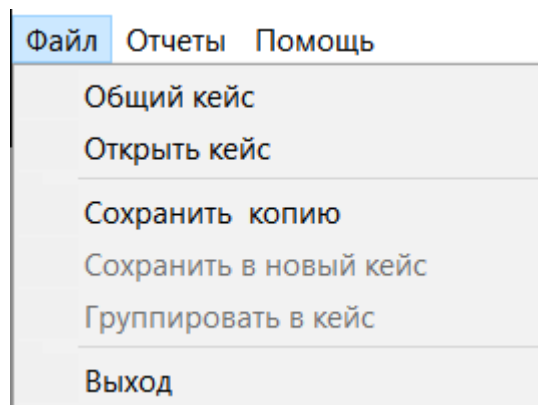 Файл Отчеты Помощь
Общий кейс
Открыть кейс
Сохранить копию
Сохранить в новый кейс
Группировать в кейс
Выход